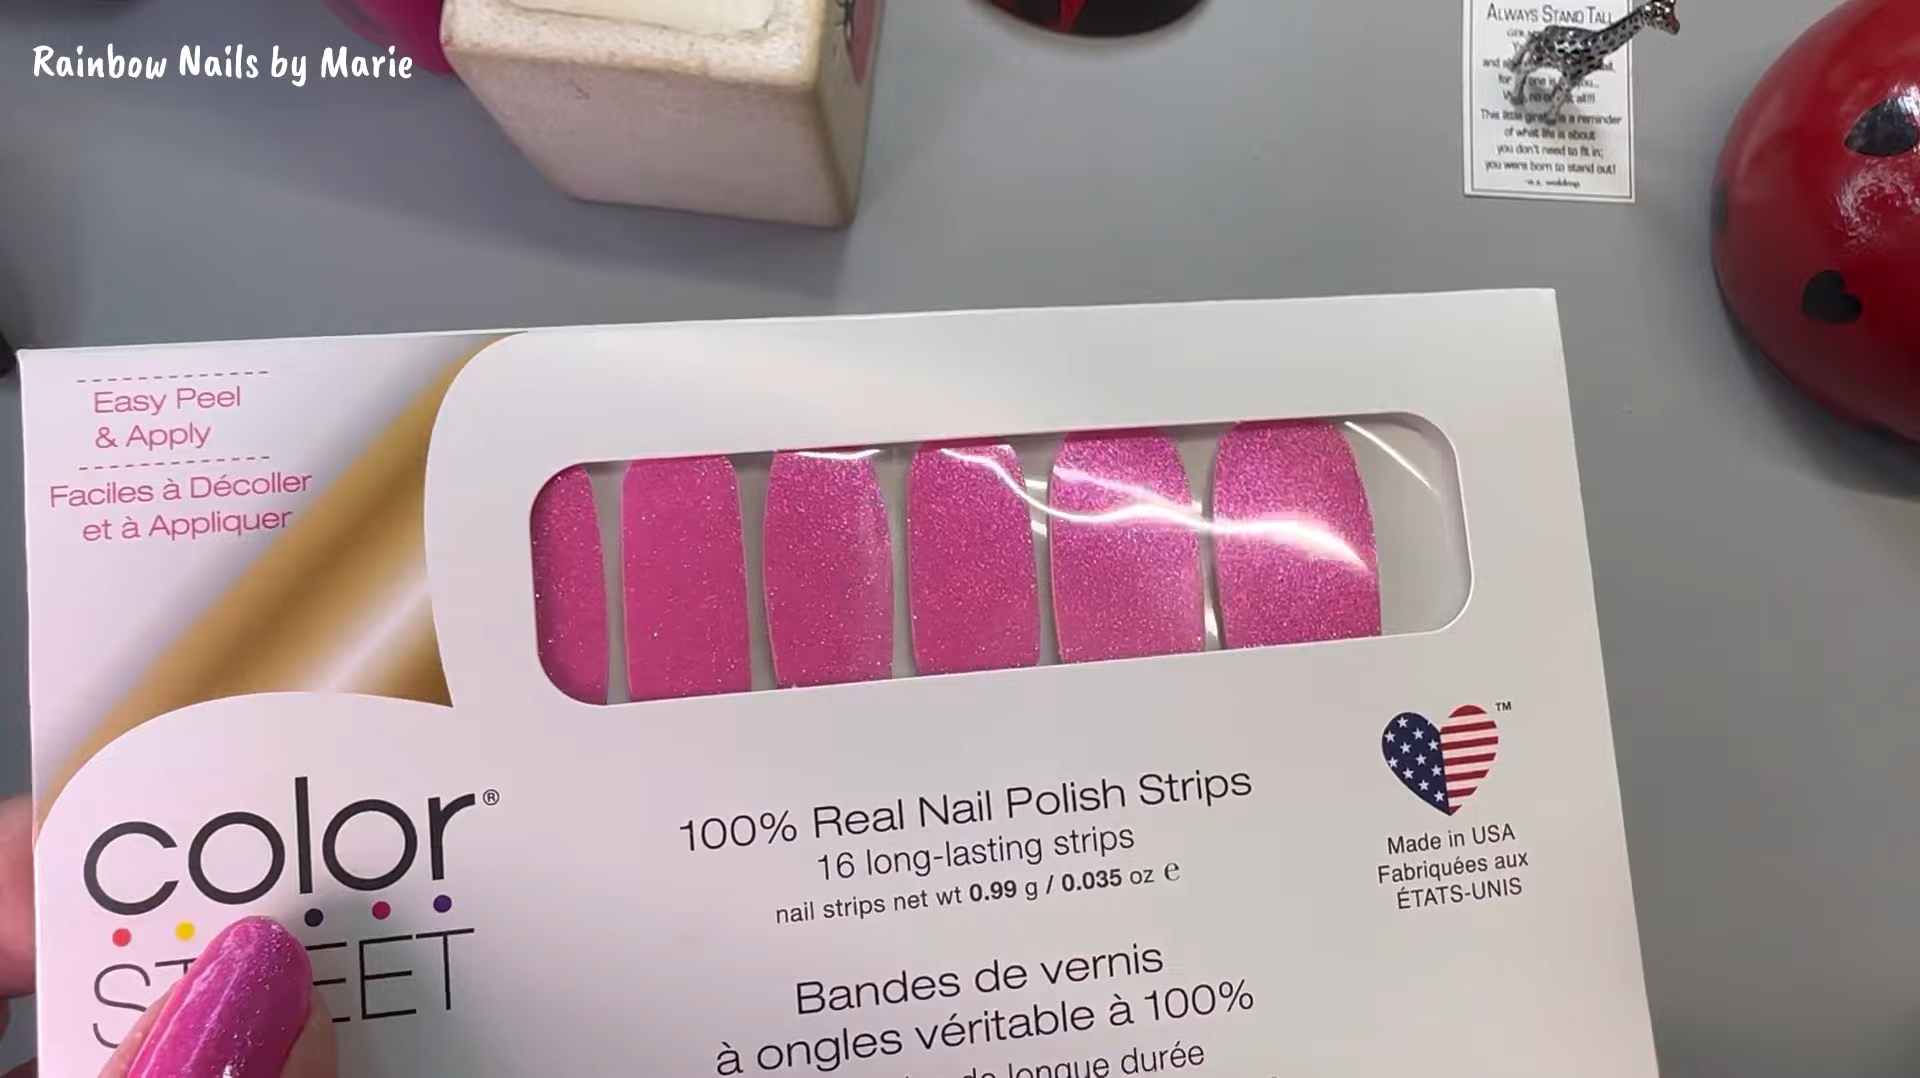 Rainbow Nails by Marie
ALWAYS STAND TALL
This little is a reminder
of what life is about
you don't need to fit in;
you were born to stand out!
Easy Peel
& Apply
Faciles à Décoller
et à Appliquer
color®
100% Real Nail Polish Strips
16 long-lasting strips
nail strips net wt 0.99 g / 0.035 oz ℮
TM
Made in USA
Fabriquées aux
ÉTATS-UNIS
Bandes de vernis
à ongles véritable à 100%
longue durée